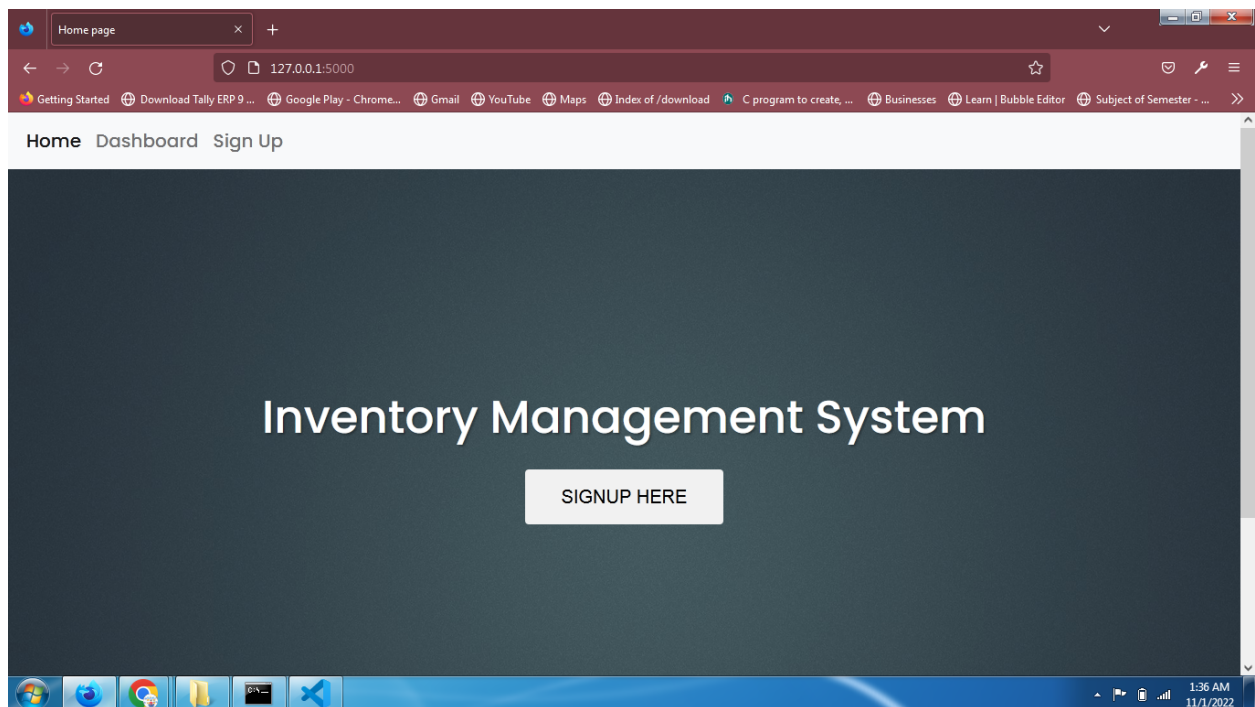 Home page
127.0.0.1:5000
Getting Started Download Tally ERP 9 ... Google Play - Chrome... Gmail YouTube Maps Index of /download C program to create, ... Businesses Learn | Bubble Editor Subject of Semester - ...
Home Dashboard Sign Up
Inventory Management System
SIGNUP HERE
1:36 AM
11/1/2022